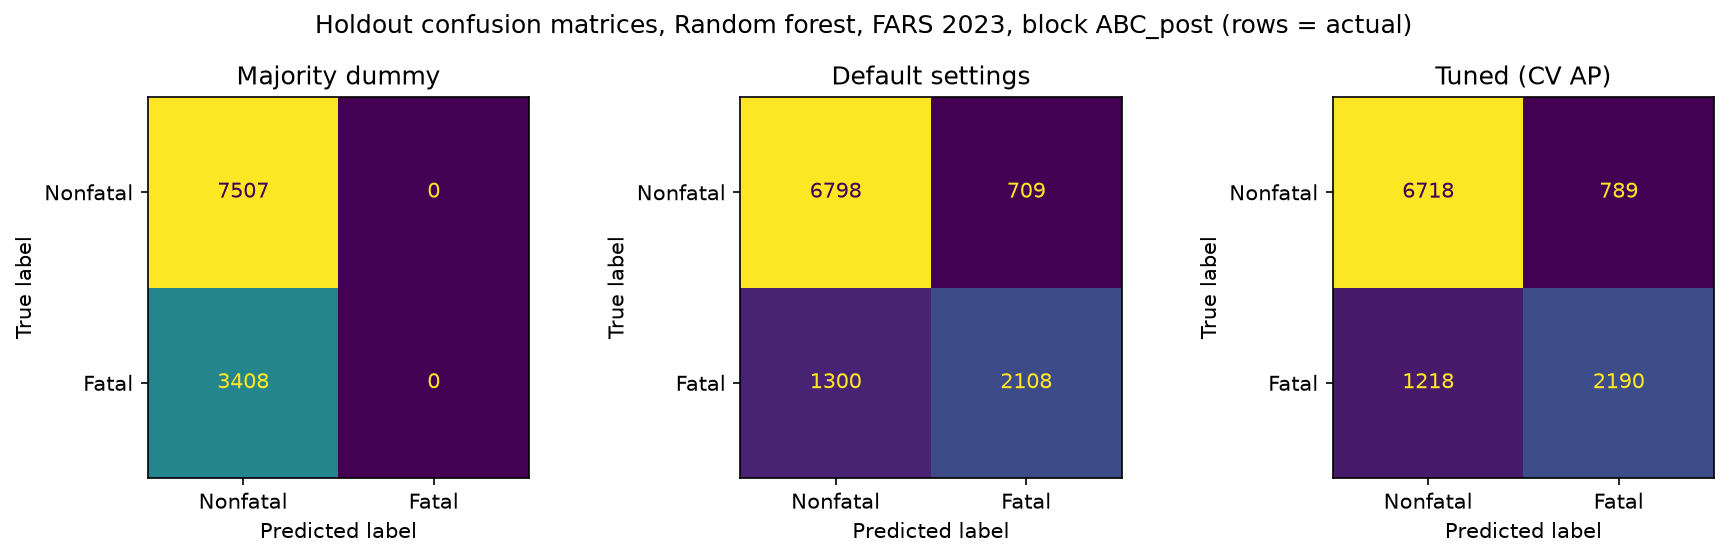 Holdout confusion matrices, Random forest, FARS 2023, block ABC_post (rows = actual)
Majority dummy
True label
Nonfatal
7507
0
Fatal
3408
0
Nonfatal
Fatal
Predicted label
Default settings
True label
Nonfatal
6798
709
Fatal
1300
2108
Nonfatal
Fatal
Predicted label
Tuned (CV AP)
True label
Nonfatal
6718
789
Fatal
1218
2190
Nonfatal
Fatal
Predicted label